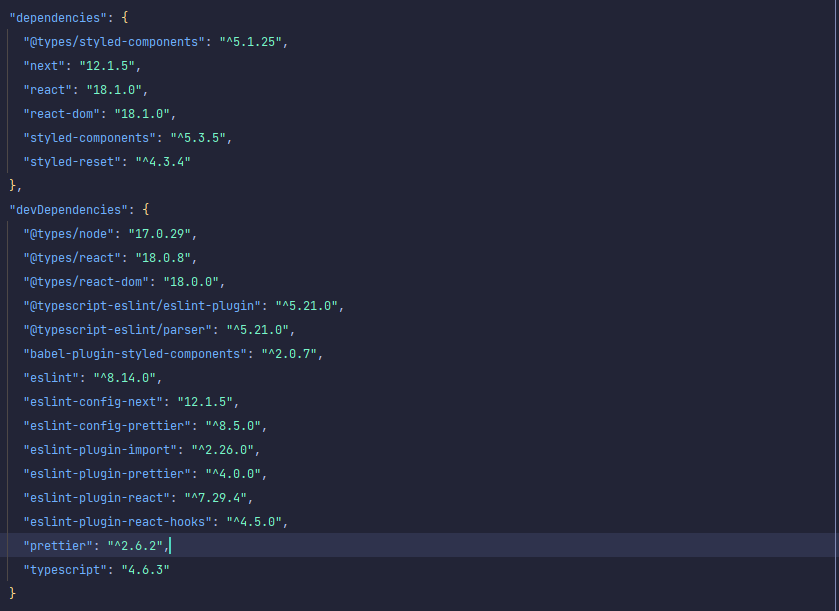 "dependencies": {
"@types/styled-components": "^5.1.25",
"next": "12.1.5",
"react": "18.1.0",
"react-dom": "18.1.0",
"styled-components": "^5.3.5",
"styled-reset": "^4.3.4"
},
"devDependencies": {
"@types/node": "17.0.29",
"@types/react": "18.0.8",
"@types/react-dom": "18.0.0",
"@typescript-eslint/eslint-plugin": "^5.21.0",
"@typescript-eslint/parser": "^5.21.0",
"babel-plugin-styled-components": "^2.0.7",
"eslint": "^8.14.0",
"eslint-config-next": "12.1.5",
"eslint-config-prettier": "^8.5.0",
"eslint-plugin-import": "^2.26.0",
"eslint-plugin-prettier": "^4.0.0",
"eslint-plugin-react": "^7.29.4",
"eslint-plugin-react-hooks": "^4.5.0",
"prettier": "^2.6.2",
"typescript": "4.6.3"
}